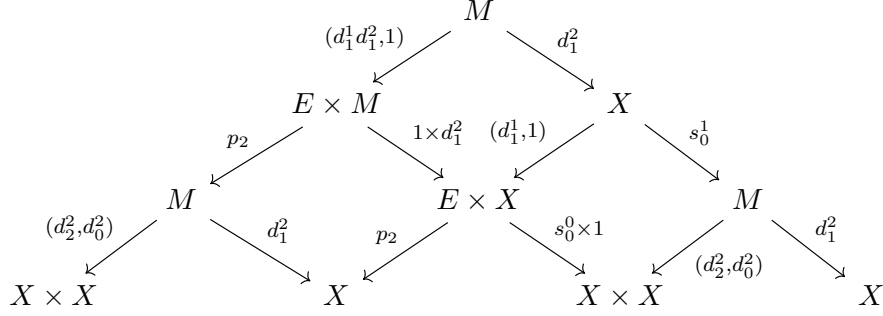 M
(d_1^1 d_1^2,1) d_1^2
E × M X
p_2 1×d_1^2 (d_1^1,1) s_0^1
M E × X M
(d_2^2,d_0^2) d_1^2 p_2 s_0^0×1 (d_2^2,d_0^2) d_1^2
X × X X X × X X